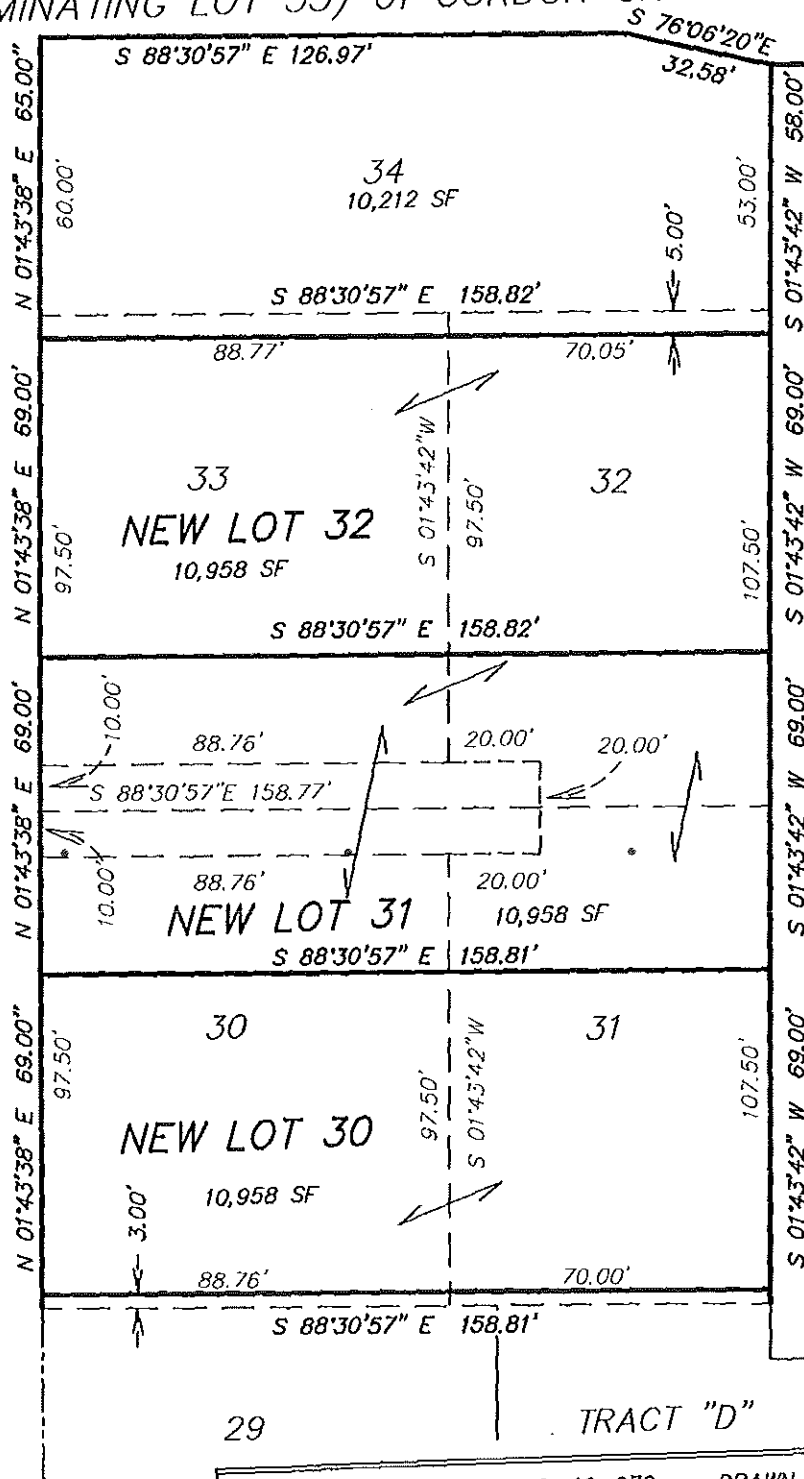 S 76°06'20"E
S 88°30'57" E 126.97'
32.58'
N 01°43'38" E 65.00"
60.00'
34
10,212 SF
53.00'
S 01°43'42" W 58.00'
5.00'
S 88°30'57" E 158.82'
88.77'
70.05'
N 01°43'38" E 69.00'
97.50'
33
32
NEW LOT 32
10,958 SF
S 01°43'42"W
97.50'
107.50'
S 01°43'42" W 69.00'
S 88°30'57" E 158.82'
N 01°43'38" E 69.00'
10.00'
88.76'
20.00'
20.00'
S 88°30'57"E 158.77'
10.00'
88.76'
20.00'
NEW LOT 31
10,958 SF
S 01°43'42" W 69.00'
S 88°30'57" E 158.81'
N 01°43'38" E 69.00"
97.50'
30
31
97.50'
S 01°43'42"W
107.50'
S 01°43'42" W 69.00'
NEW LOT 30
10,958 SF
3.00'
88.76'
70.00'
S 88°30'57" E 158.81'
29
TRACT "D"